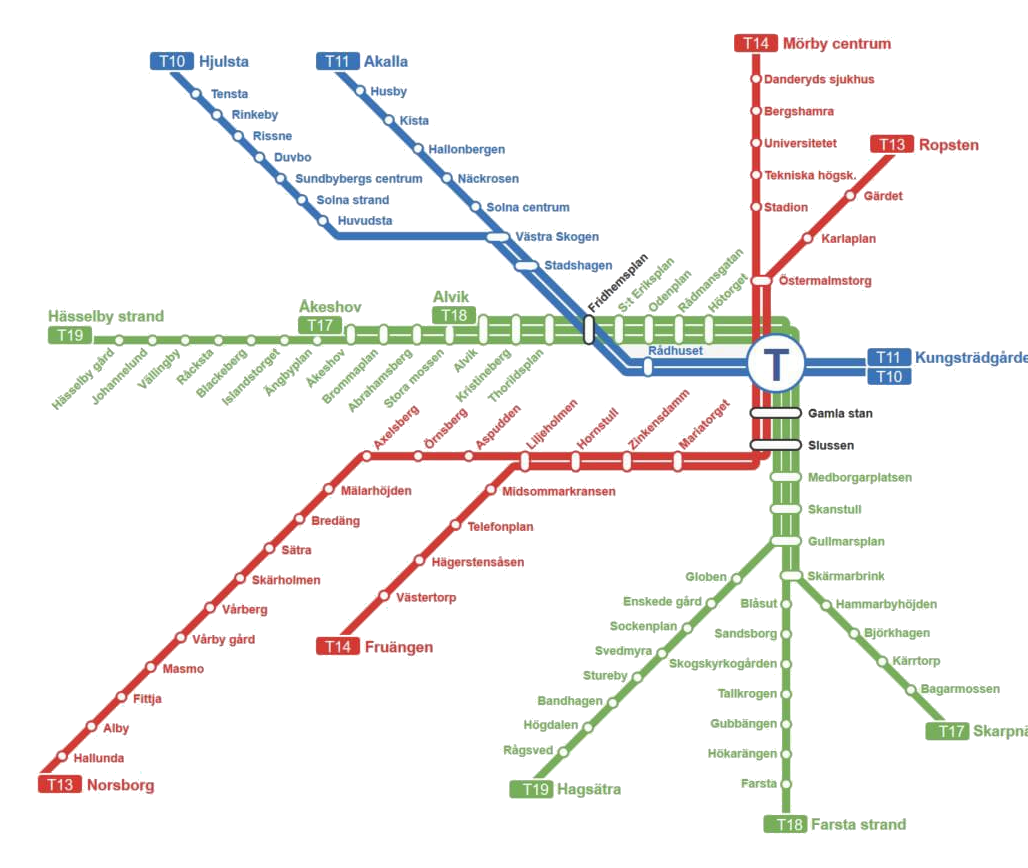 T10 Hjulsta
Tensta
Rinkeby
Rissne
Duvbo
Sundbybergs centrum
Solna strand
Huvudsta
T11 Akalla
Husby
Kista
Hallonbergen
Näckrosen
Solna centrum
Västra Skogen
Stadshagen
Fridhemsplan
S:t Eriksplan
Odenplan
Rådmansgatan
Hötorget
Rådhuset
T14 Mörby centrum
Danderyds sjukhus
Bergshamra
Universitetet
Tekniska högsk.
Stadion
T13 Ropsten
Gärdet
Karlaplan
Östermalmstorg
Hässelby strand
T19
Åkeshov
T17
Alvik
T18
Hässelby gård
Johannelund
Vällingby
Råcksta
Blackeberg
Islandstorget
Ängbyplan
Åkeshov
Brommaplan
Abrahamsberg
Stora mossen
Alvik
Kristineberg
Thorildsplan
T
T11 Kungsträdgårde
T10
Gamla stan
Slussen
Axelsberg
Örnsberg
Aspudden
Liljeholmen
Hornstull
Zinkensdamm
Mariatorget
Mälarhöjden
Bredäng
Sätra
Skärholmen
Vårberg
Vårby gård
Masmo
Fittja
Alby
Hallunda
T13 Norsborg
Midsommarkransen
Telefonplan
Hägerstensåsen
Västertorp
T14 Fruängen
Medborgarplatsen
Skanstull
Gullmarsplan
Skärmarbrink
Globen
Enskede gård
Sockenplan
Svedmyra
Stureby
Bandhagen
Högdalen
Rågsved
T19 Hagsätra
Blåsut
Sandsborg
Skogskyrkogården
Tallkrogen
Gubbängen
Hökarängen
Farsta
T18 Farsta strand
Hammarbyhöjden
Björkhagen
Kärrtorp
Bagarmossen
T17 Skarpnä